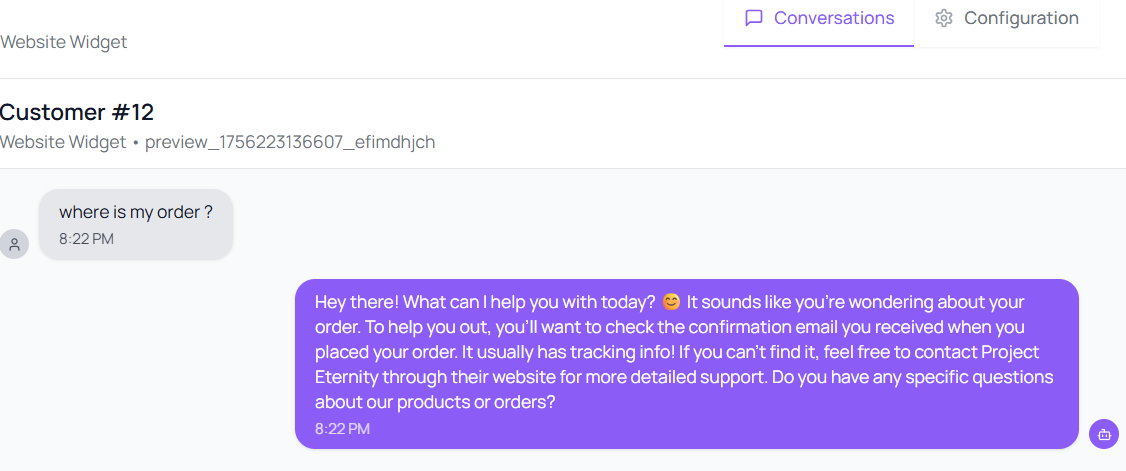 Conversations
Configuration
Website Widget
Customer #12
Website Widget • preview_1756223136607_efimdhjch
where is my order ?
8:22 PM
Hey there! What can I help you with today? 😊 It sounds like you're wondering about your
order. To help you out, you'll want to check the confirmation email you received when you
placed your order. It usually has tracking info! If you can't find it, feel free to contact Project
Eternity through their website for more detailed support. Do you have any specific questions
about our products or orders?
8:22 PM